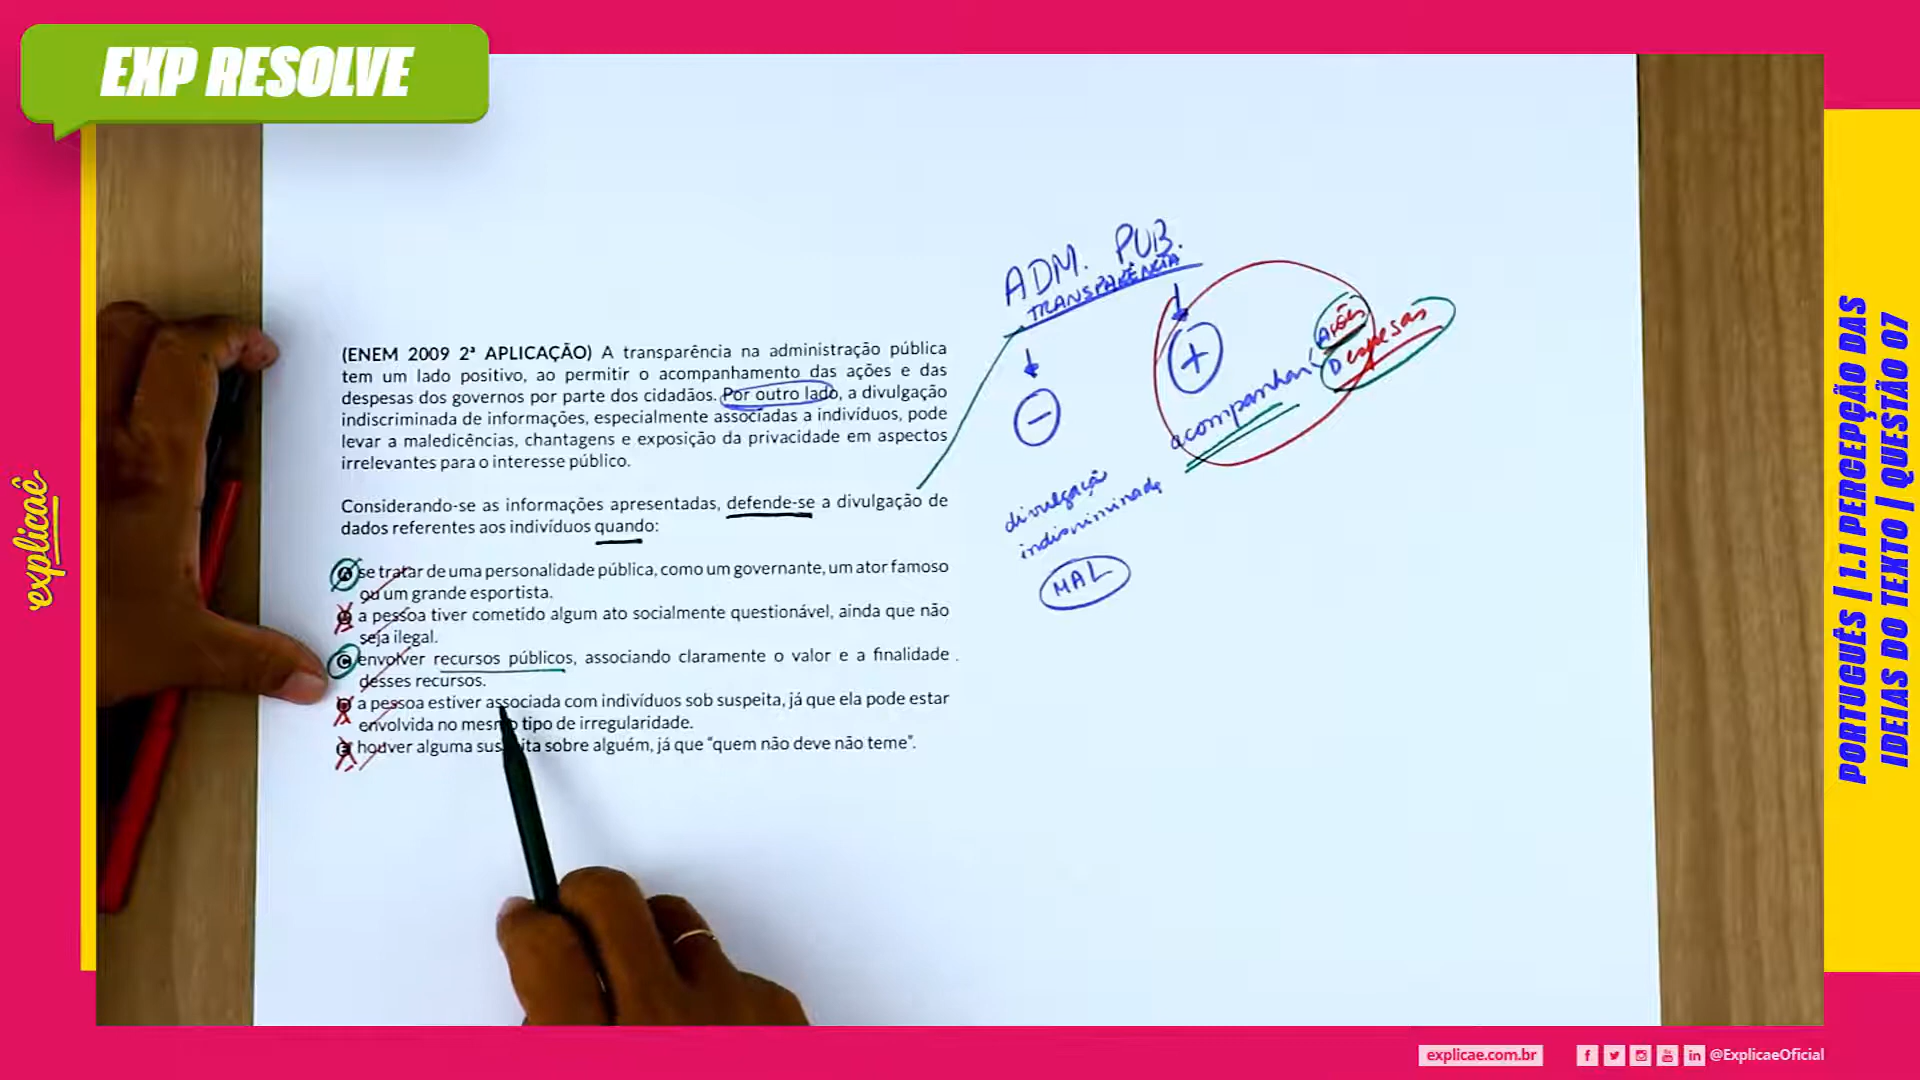 EXP RESOLVE
(ENEM 2009 2ª APLICAÇÃO) A transparência na administração pública
tem um lado positivo, ao permitir o acompanhamento das ações e das
despesas dos governos por parte dos cidadãos. Por outro lado, a divulgação
indiscriminada de informações, especialmente associadas a indivíduos, pode
levar a maledicências, chantagens e exposição da privacidade em aspectos
irrelevantes para o interesse público.
Considerando-se as informações apresentadas, defende-se a divulgação de
dados referentes aos indivíduos quando:
A se tratar de uma personalidade pública, como um governante, um ator famoso
ou um grande esportista.
B a pessoa tiver cometido algum ato socialmente questionável, ainda que não
seja ilegal.
C envolver recursos públicos, associando claramente o valor e a finalidade
desses recursos.
D a pessoa estiver associada com indivíduos sob suspeita, já que ela pode estar
envolvida no mesmo tipo de irregularidade.
E houver alguma suspeita sobre alguém, já que "quem não deve não teme".
ADM. PUB.
TRANSPARÊNCIA
+
Ações
Despesas
acompanhar
−
divulgação
indiscriminada
MAL
explicaê
PORTUGUÊS | 1.1 PERCEPÇÃO DAS
IDEIAS DO TEXTO | QUESTÃO 07
explicae.com.br
@ExplicaeOficial